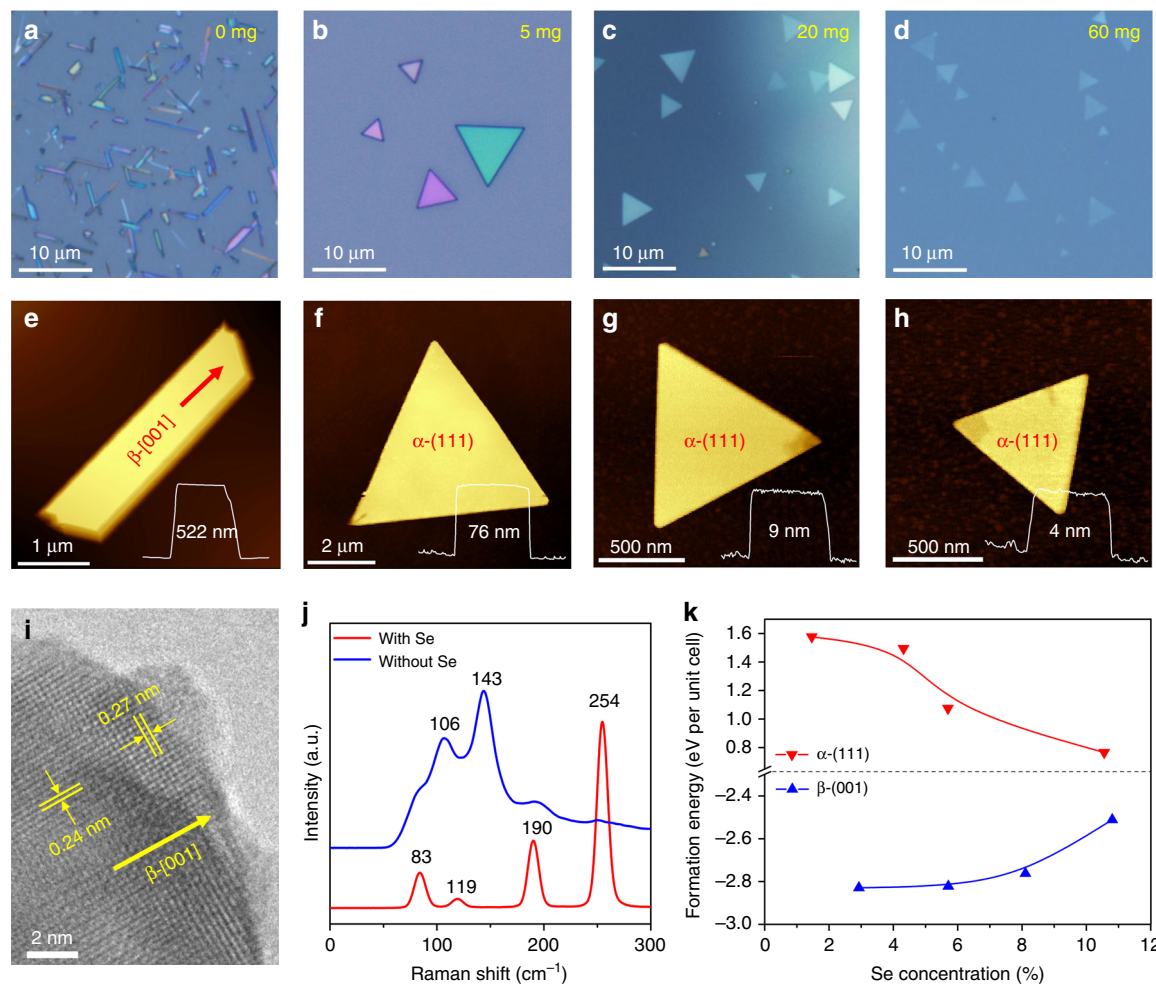 a
0 mg
10 μm
b
5 mg
10 μm
c
20 mg
10 μm
d
60 mg
10 μm
e
β-[001]
522 nm
1 μm
f
α-(111)
76 nm
2 μm
g
α-(111)
9 nm
500 nm
h
α-(111)
4 nm
500 nm
i
0.27 nm
0.24 nm
β-[001]
2 nm
j
With Se
Without Se
143
106
254
190
83
119
Intensity (a.u.)
0
100
200
300
Raman shift (cm⁻¹)
k
1.6
1.4
1.2
1.0
0.8
−2.4
−2.6
−2.8
−3.0
α-(111)
β-(001)
Formation energy (eV per unit cell)
0
2
4
6
8
10
12
Se concentration (%)